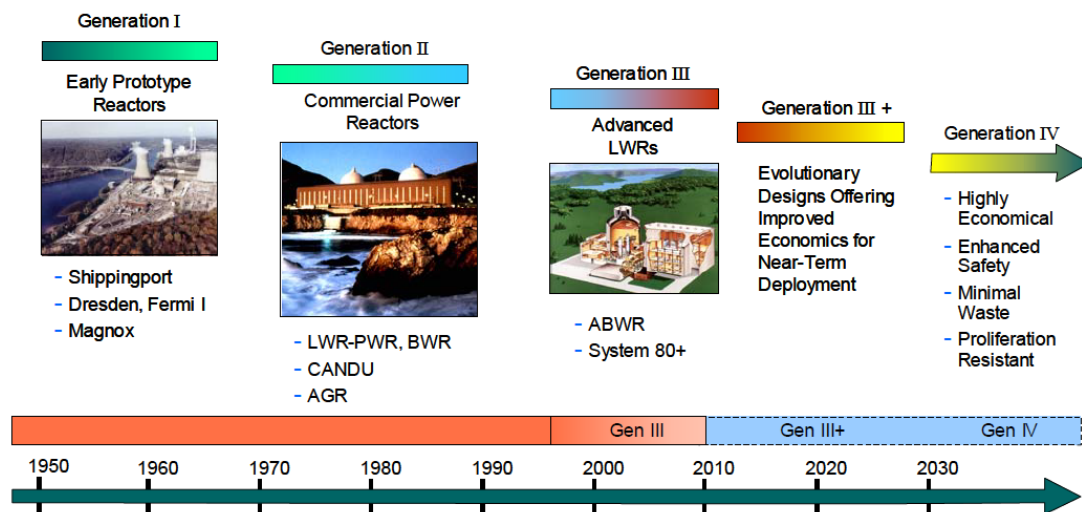 Generation I
Early Prototype
Reactors
- Shippingport
- Dresden, Fermi I
- Magnox
Generation II
Commercial Power
Reactors
- LWR-PWR, BWR
- CANDU
- AGR
Generation III
Advanced
LWRs
- ABWR
- System 80+
Generation III +
Evolutionary
Designs Offering
Improved
Economics for
Near-Term
Deployment
Generation IV
- Highly
Economical
- Enhanced
Safety
- Minimal
Waste
- Proliferation
Resistant
Gen III
Gen III+
Gen IV
1950
1960
1970
1980
1990
2000
2010
2020
2030